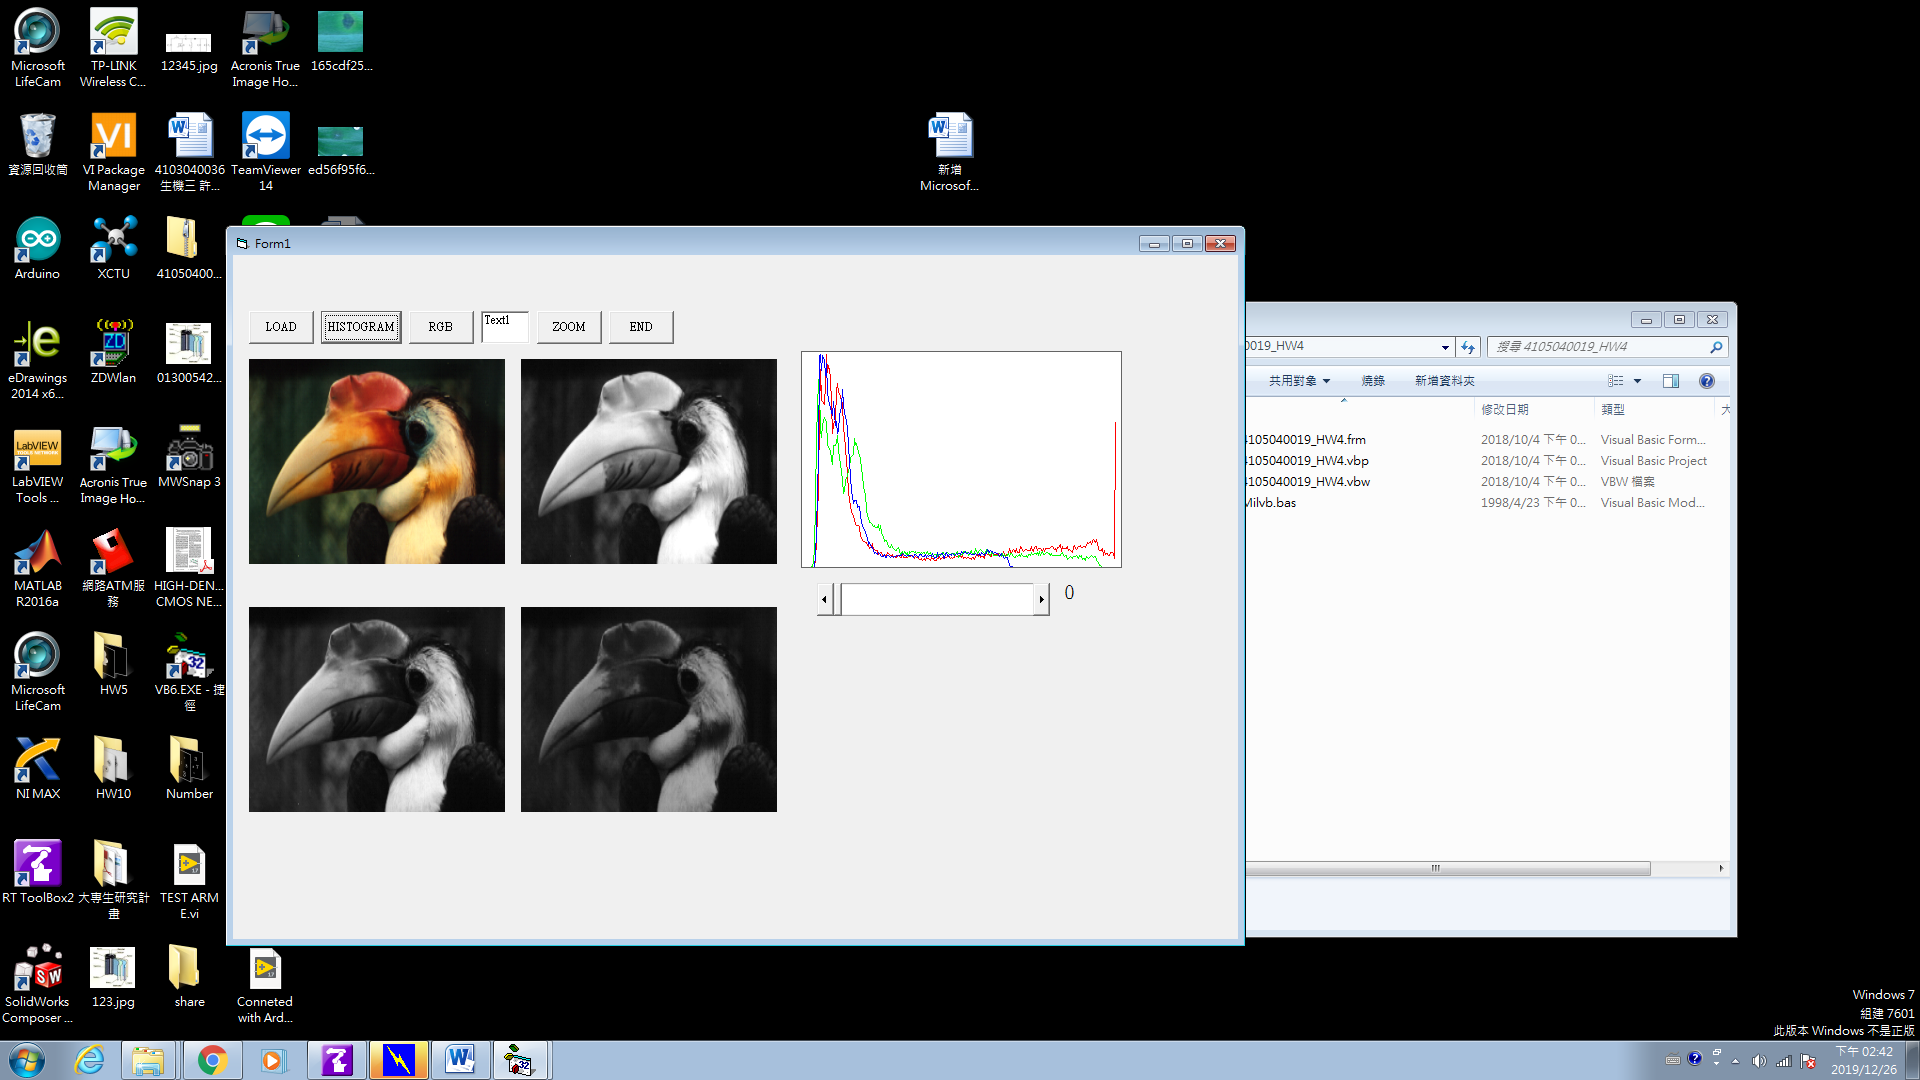 Microsoft
LifeCam
TP-LINK
Wireless C...
12345.jpg
Acronis True
Image Ho...
165cdf25...
資源回收筒
VI Package
Manager
4103040036
生機三 許...
TeamViewer
14
ed56f95f6...
新增
Microsof...
Arduino
XCTU
41050400...
eDrawings
2014 x6...
ZDWlan
01300542...
LabVIEW
Tools ...
Acronis True
Image Ho...
MWSnap 3
MATLAB
R2016a
網路ATM服
務
HIGH-DEN...
CMOS NE...
Microsoft
LifeCam
HW5
VB6.EXE - 捷
徑
NI MAX
HW10
Number
RT ToolBox2
大專生研究計
畫
TEST ARM
E.vi
SolidWorks
Composer ...
123.jpg
share
Conneted
with Ard...
Form1
LOAD
HISTOGRAM
RGB
Text1
ZOOM
END
0
0019_HW4
搜尋 4105040019_HW4
共用對象
燒錄
新增資料夾
修改日期
類型
大
4105040019_HW4.frm
2018/10/4 下午 0...
Visual Basic Form...
4105040019_HW4.vbp
2018/10/4 下午 0...
Visual Basic Project
4105040019_HW4.vbw
2018/10/4 下午 0...
VBW 檔案
Milvb.bas
1998/4/23 下午 0...
Visual Basic Mod...
Windows 7
組建 7601
此版本 Windows 不是正版
下午 02:42
2019/12/26